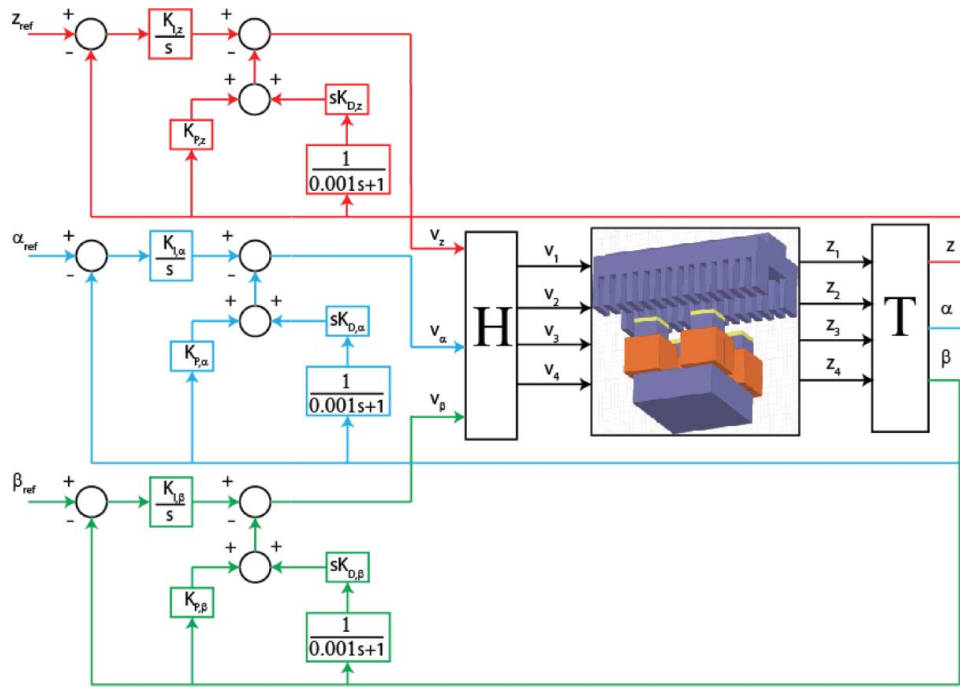 z_ref + - K_I,z / s + -
+ +
sK_D,z
K_P,z
1 / 0.001s+1
α_ref + - K_I,α / s + -
+ +
sK_D,α
K_P,α
1 / 0.001s+1
β_ref + - K_I,β / s + -
+ +
sK_D,β
K_P,β
1 / 0.001s+1
v_z
v_α
v_β
H
v_1
v_2
v_3
v_4
z_1
z_2
z_3
z_4
T
z
α
β